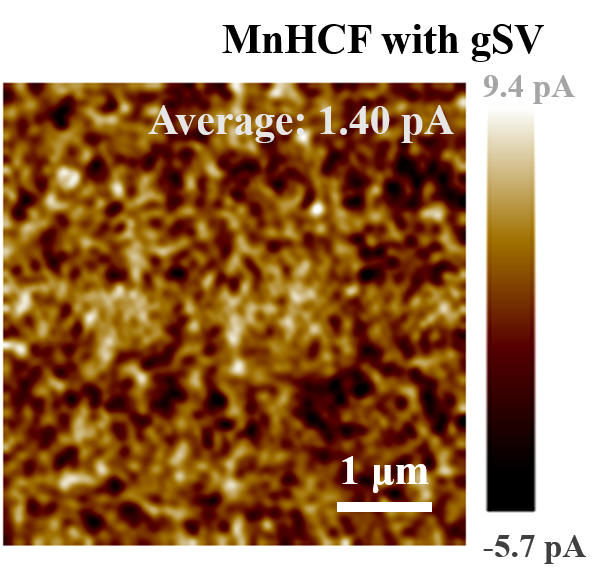 MnHCF with gSV
9.4 pA
Average: 1.40 pA
1 μm
-5.7 pA